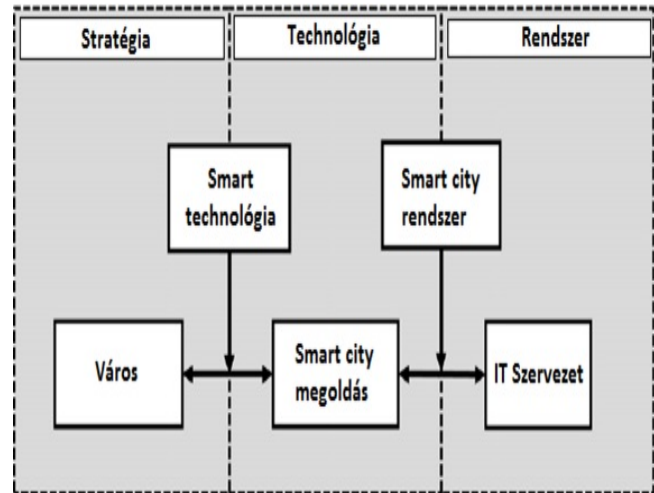 Stratégia
Technológia
Rendszer
Smart
technológia
Smart city
rendszer
Város
Smart city
megoldás
IT Szervezet